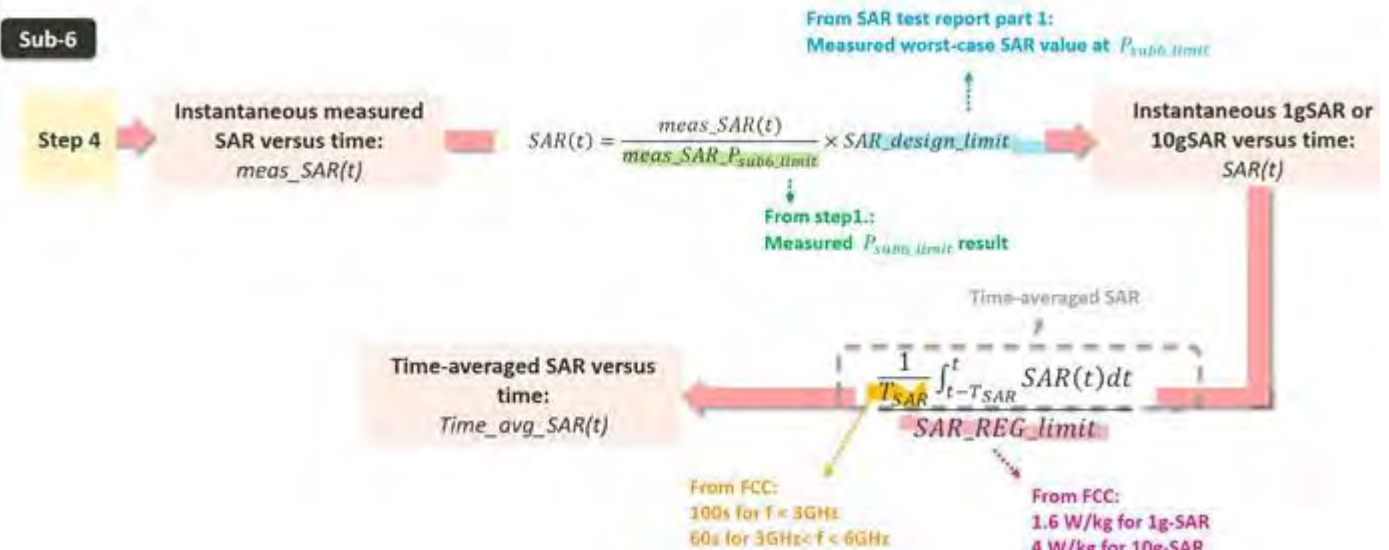 Sub-6
From SAR test report part 1:
Measured worst-case SAR value at P_sub6_limit
Step 4
Instantaneous measured
SAR versus time:
meas_SAR(t)
SAR(t) = meas_SAR(t) / meas_SAR_P_sub6_limit × SAR_design_limit
Instantaneous 1gSAR or
10gSAR versus time:
SAR(t)
From step1.:
Measured P_sub6_limit result
Time-averaged SAR
Time-averaged SAR versus
time:
Time_avg_SAR(t)
1 / T_SAR ∫_{t-T_SAR}^{t} SAR(t)dt
SAR_REG_limit
From FCC:
100s for f < 3GHz
60s for 3GHz< f < 6GHz
From FCC:
1.6 W/kg for 1g-SAR
4 W/kg for 10g-SAR